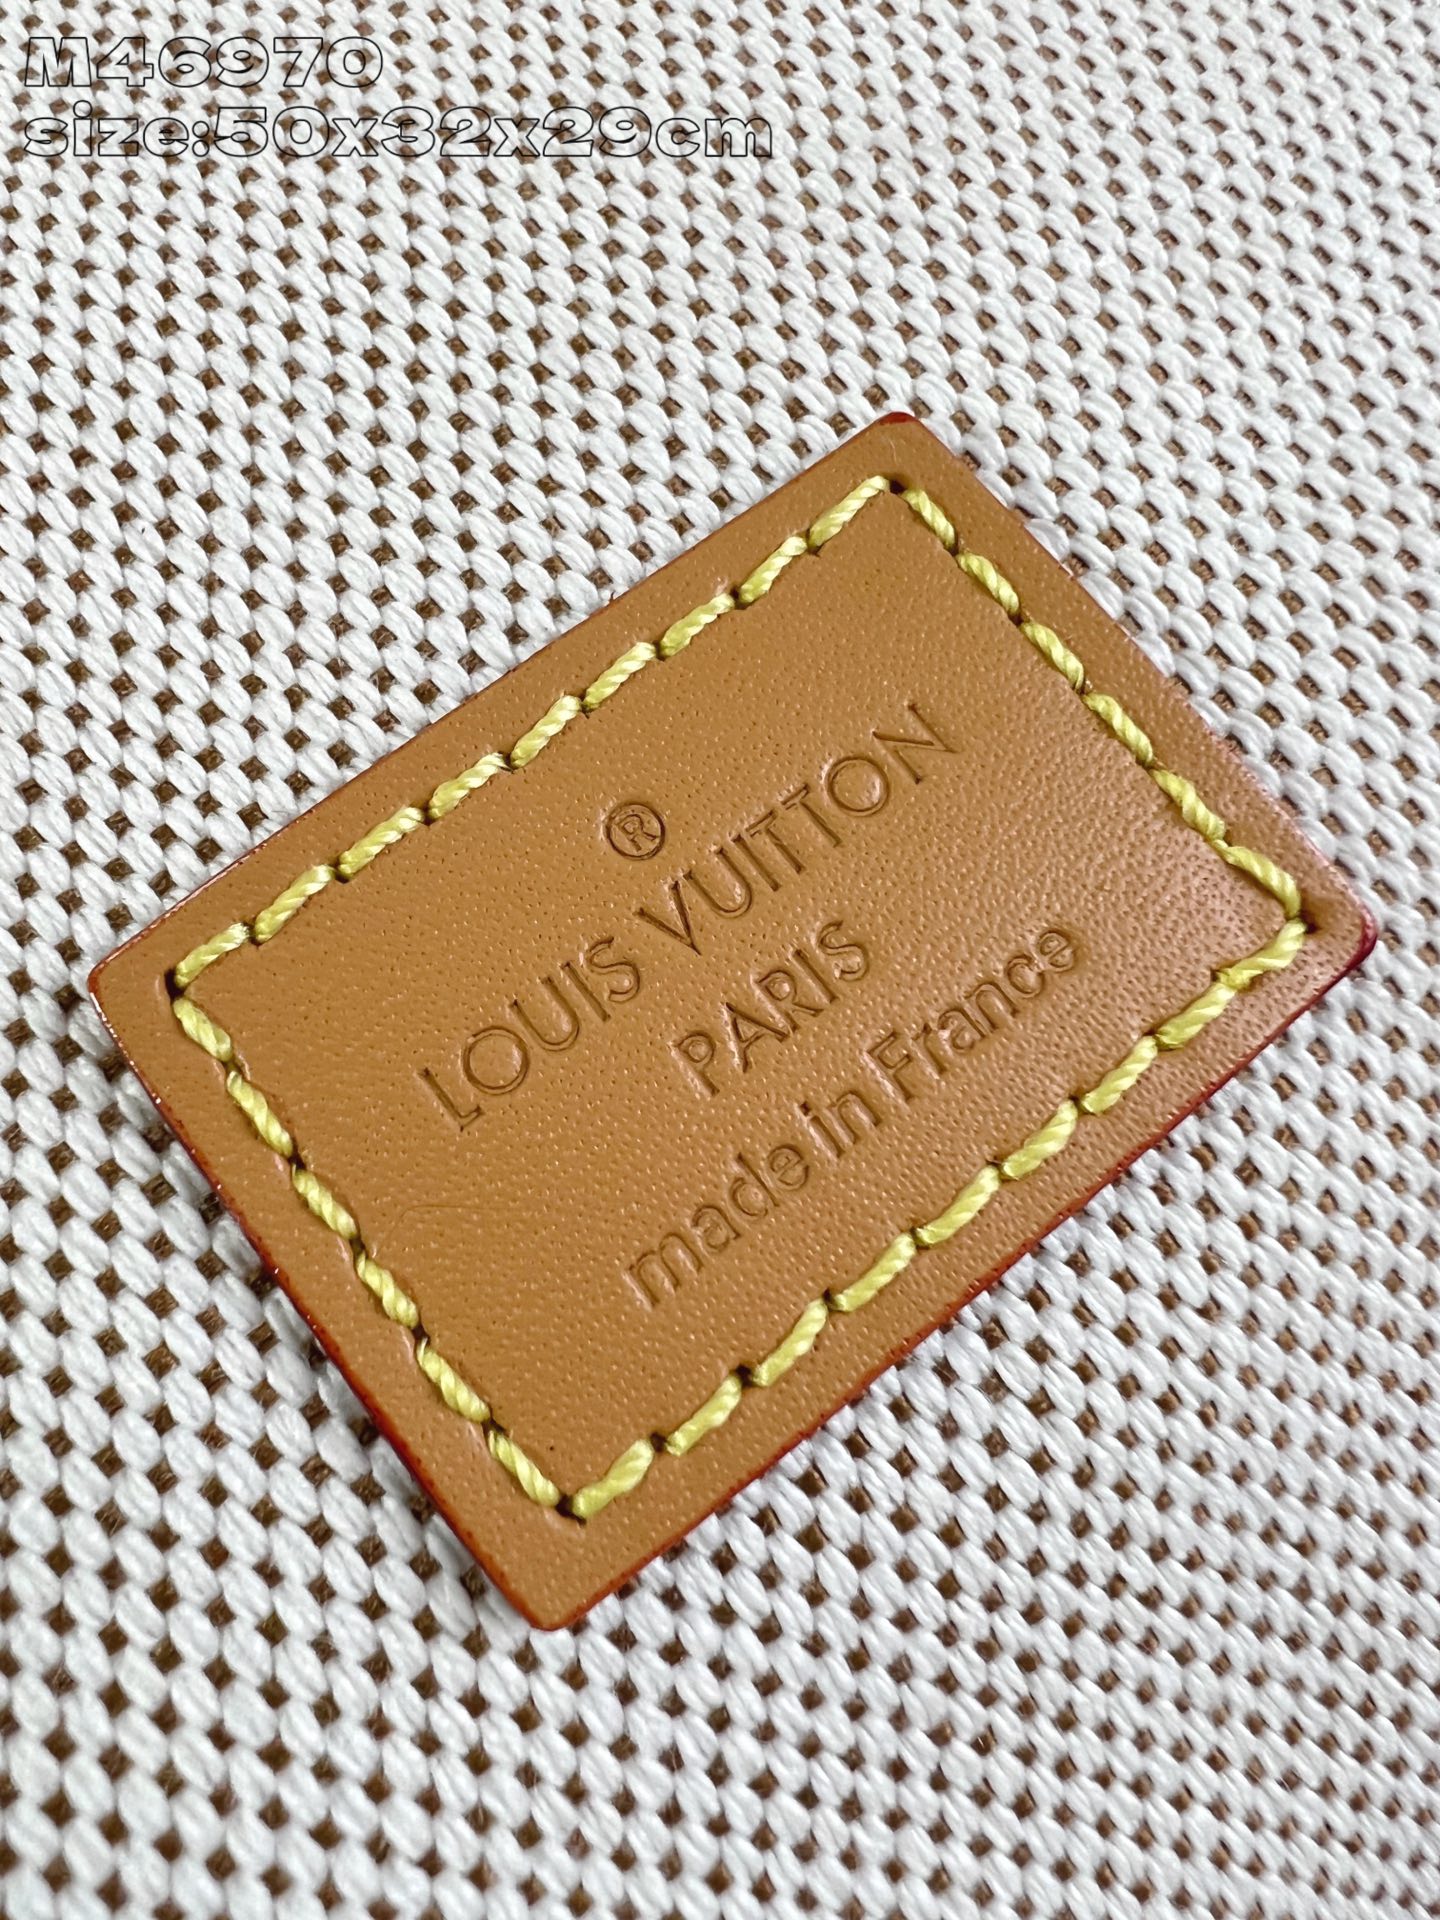 M46970
size:50x32x29cm
®
LOUIS VUITTON
PARIS
made in France